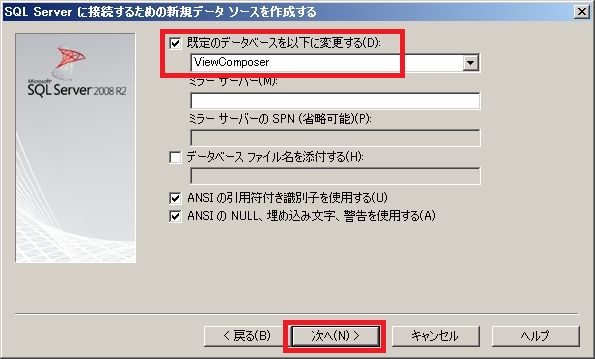 SQL Server に接続するための新規データ ソースを作成する
既定のデータベースを以下に変更する(D):
ViewComposer
ミラー サーバー(M):
ミラー サーバーの SPN (省略可能)(P):
データベース ファイル名を添付する(H):
ANSI の引用符付き識別子を使用する(U)
ANSI の NULL、埋め込み文字、警告を使用する(A)
Microsoft
SQL Server 2008 R2
< 戻る(B)
次へ(N) >
キャンセル
ヘルプ